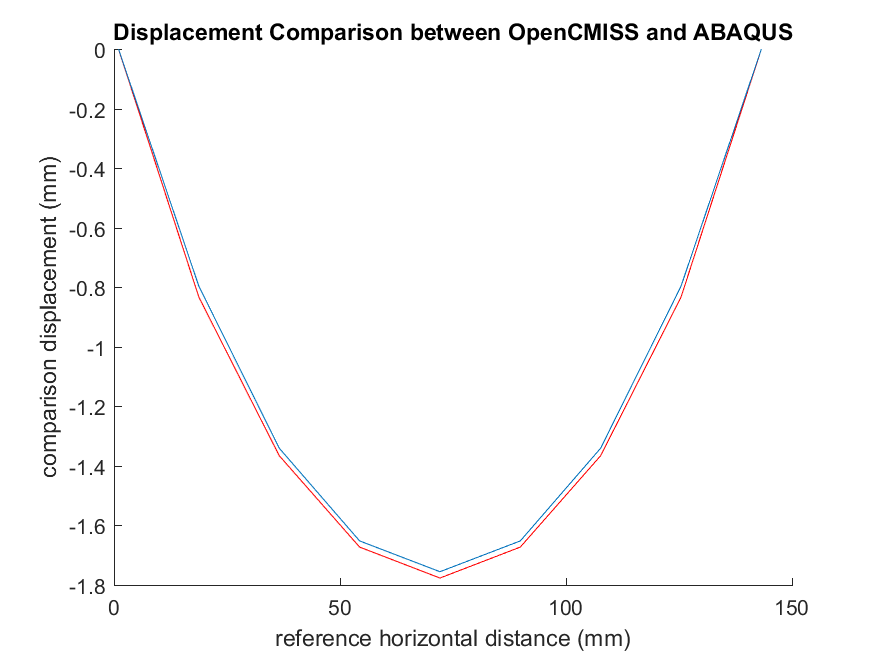 Displacement Comparison between OpenCMISS and ABAQUS
0
-0.2
-0.4
-0.6
-0.8
-1
-1.2
-1.4
-1.6
-1.8
comparison displacement (mm)
0 50 100 150
reference horizontal distance (mm)